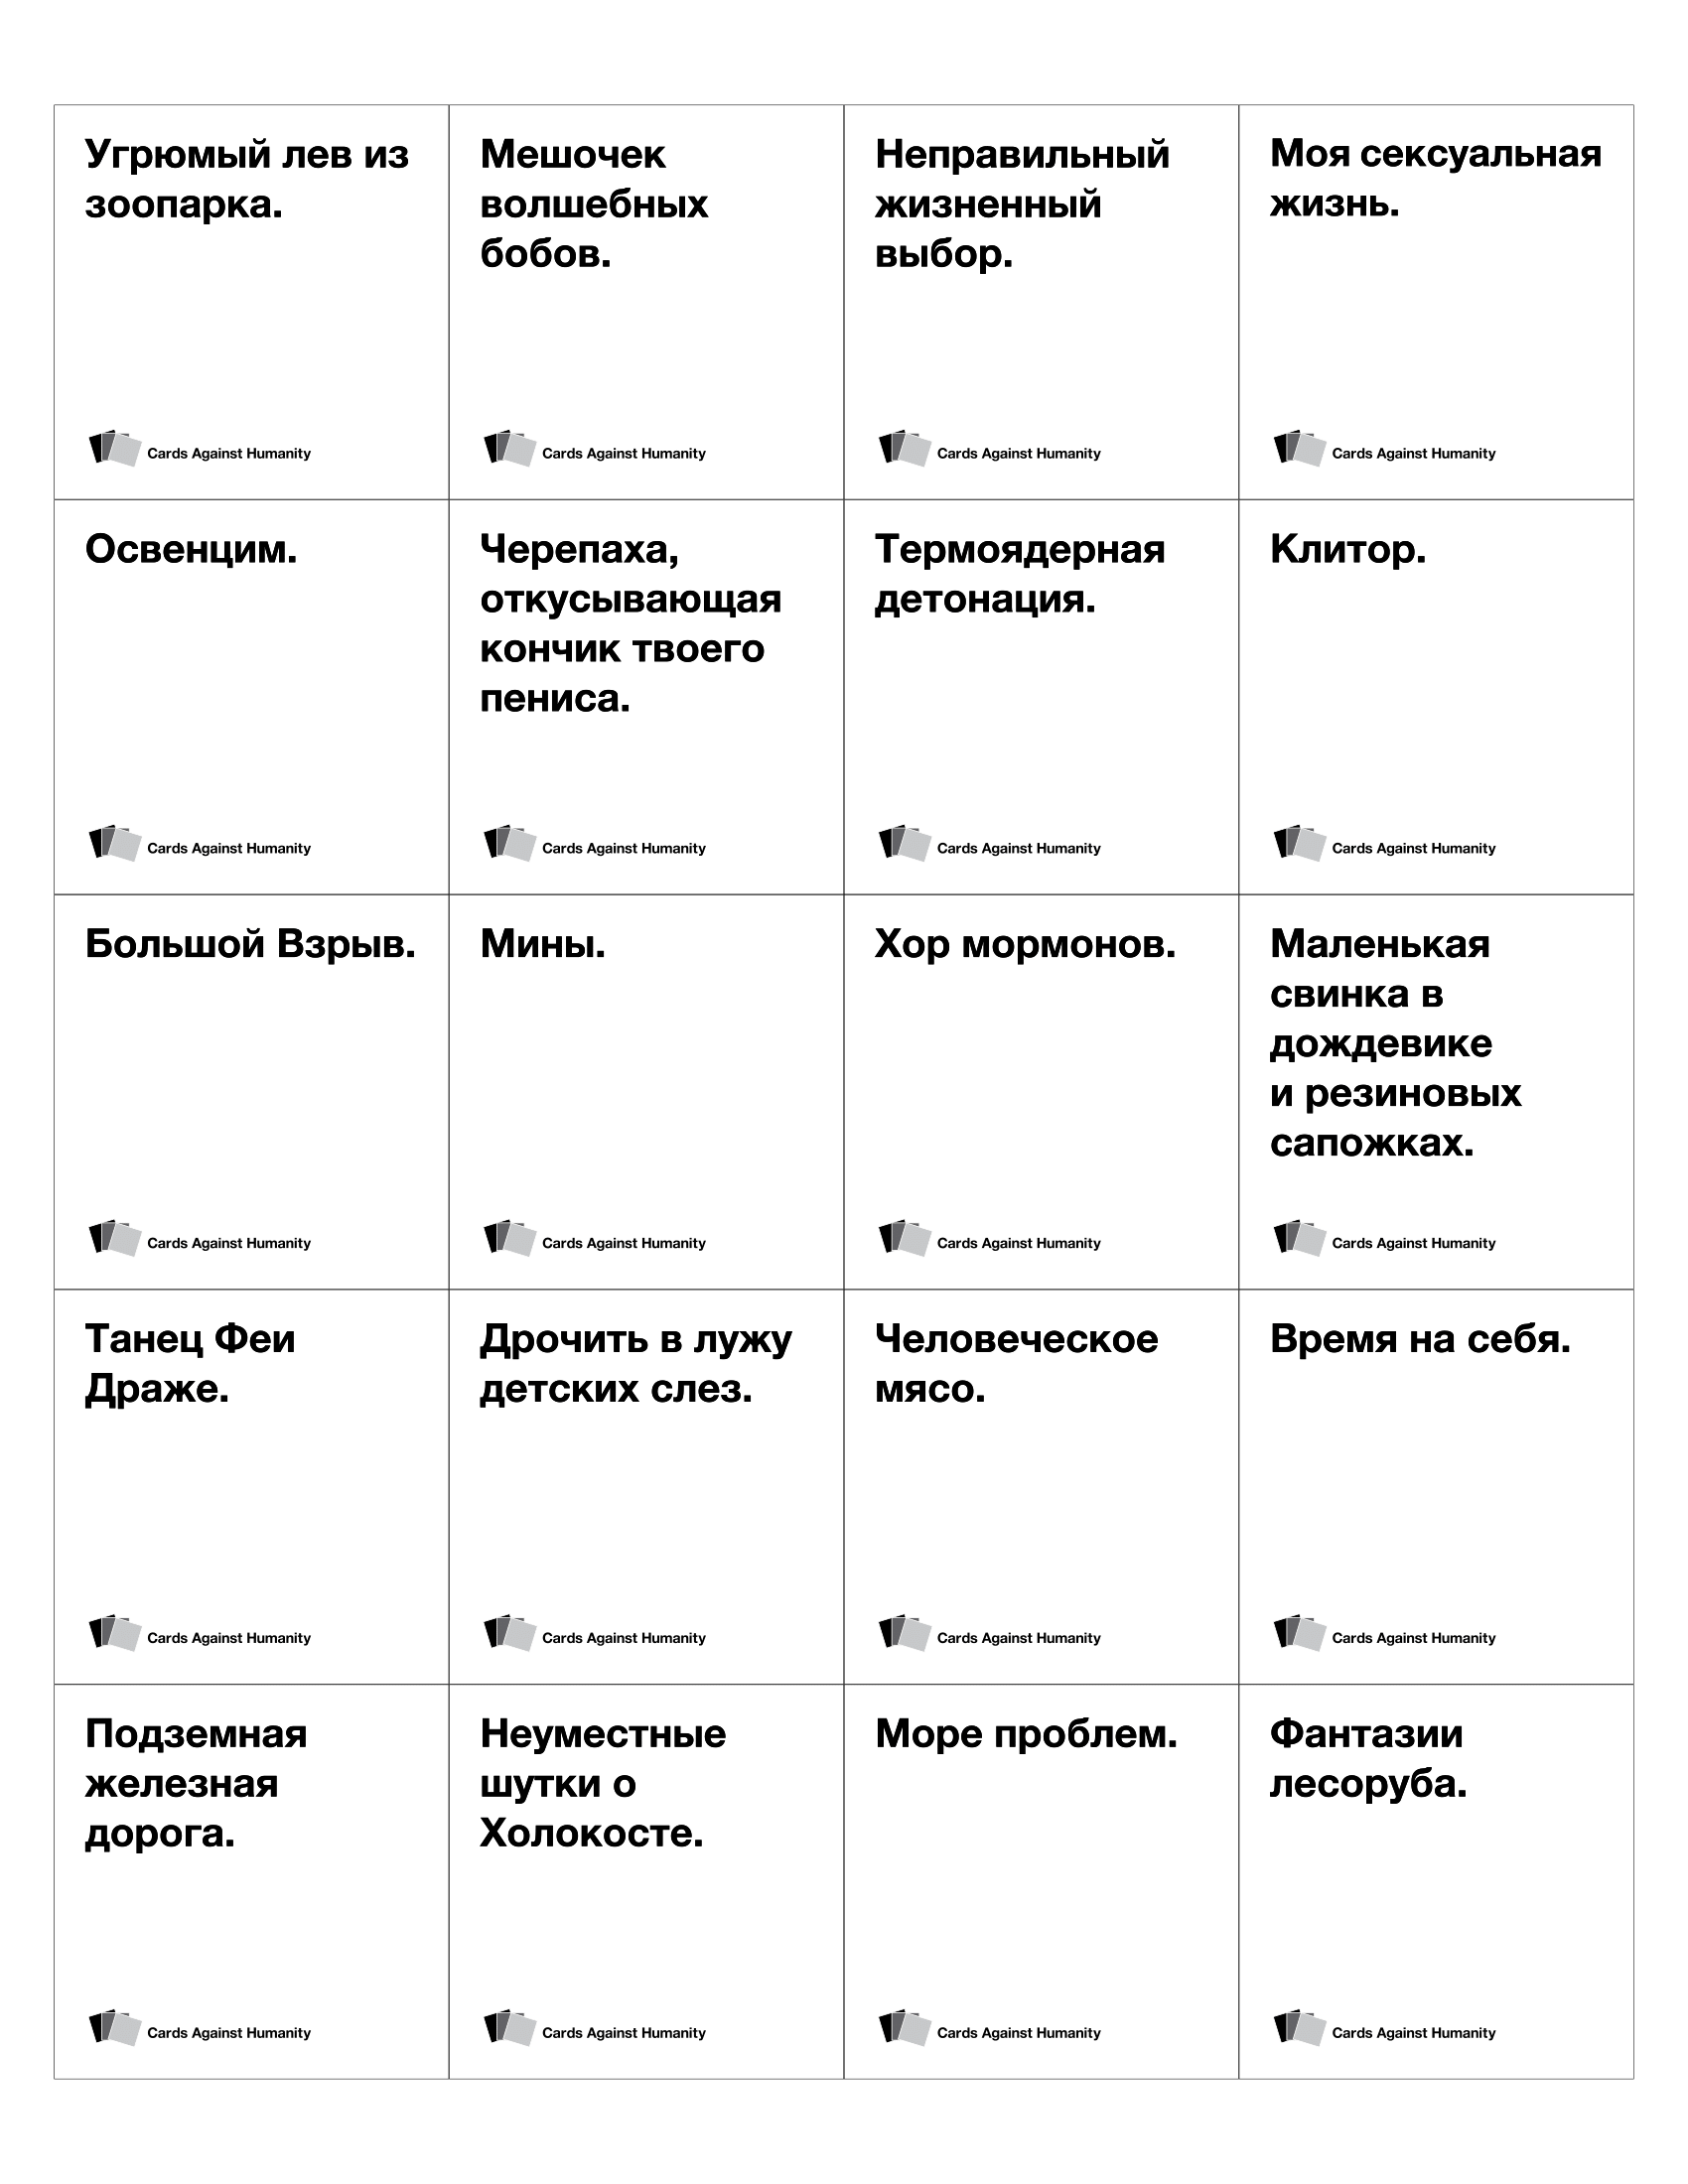 Угрюмый лев из
зоопарка.
Cards Against Humanity
Мешочек
волшебных
бобов.
Cards Against Humanity
Неправильный
жизненный
выбор.
Cards Against Humanity
Моя сексуальная
жизнь.
Cards Against Humanity
Освенцим.
Cards Against Humanity
Черепаха,
откусывающая
кончик твоего
пениса.
Cards Against Humanity
Термоядерная
детонация.
Cards Against Humanity
Клитор.
Cards Against Humanity
Большой Взрыв.
Cards Against Humanity
Мины.
Cards Against Humanity
Хор мормонов.
Cards Against Humanity
Маленькая
свинка в
дождевике
и резиновых
сапожках.
Cards Against Humanity
Танец Феи
Драже.
Cards Against Humanity
Дрочить в лужу
детских слез.
Cards Against Humanity
Человеческое
мясо.
Cards Against Humanity
Время на себя.
Cards Against Humanity
Подземная
железная
дорога.
Cards Against Humanity
Неуместные
шутки о
Холокосте.
Cards Against Humanity
Море проблем.
Cards Against Humanity
Фантазии
лесоруба.
Cards Against Humanity